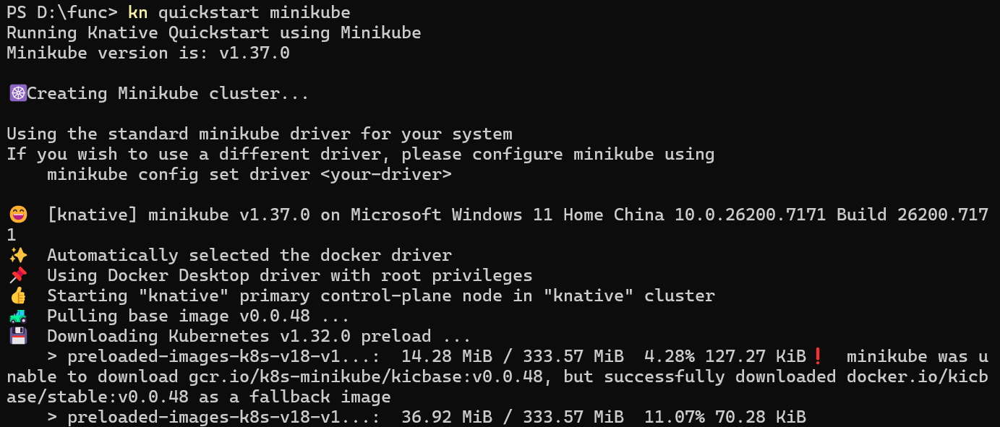 PS D:\func> kn quickstart minikube
Running Knative Quickstart using Minikube
Minikube version is: v1.37.0
☸Creating Minikube cluster...
Using the standard minikube driver for your system
If you wish to use a different driver, please configure minikube using
    minikube config set driver <your-driver>
😄  [knative] minikube v1.37.0 on Microsoft Windows 11 Home China 10.0.26200.7171 Build 26200.717
1
✨  Automatically selected the docker driver
📌  Using Docker Desktop driver with root privileges
👍  Starting "knative" primary control-plane node in "knative" cluster
🚜  Pulling base image v0.0.48 ...
💾  Downloading Kubernetes v1.32.0 preload ...
    > preloaded-images-k8s-v18-v1...:  14.28 MiB / 333.57 MiB  4.28% 127.27 KiB❗  minikube was u
nable to download gcr.io/k8s-minikube/kicbase:v0.0.48, but successfully downloaded docker.io/kicb
ase/stable:v0.0.48 as a fallback image
    > preloaded-images-k8s-v18-v1...:  36.92 MiB / 333.57 MiB  11.07% 70.28 KiB